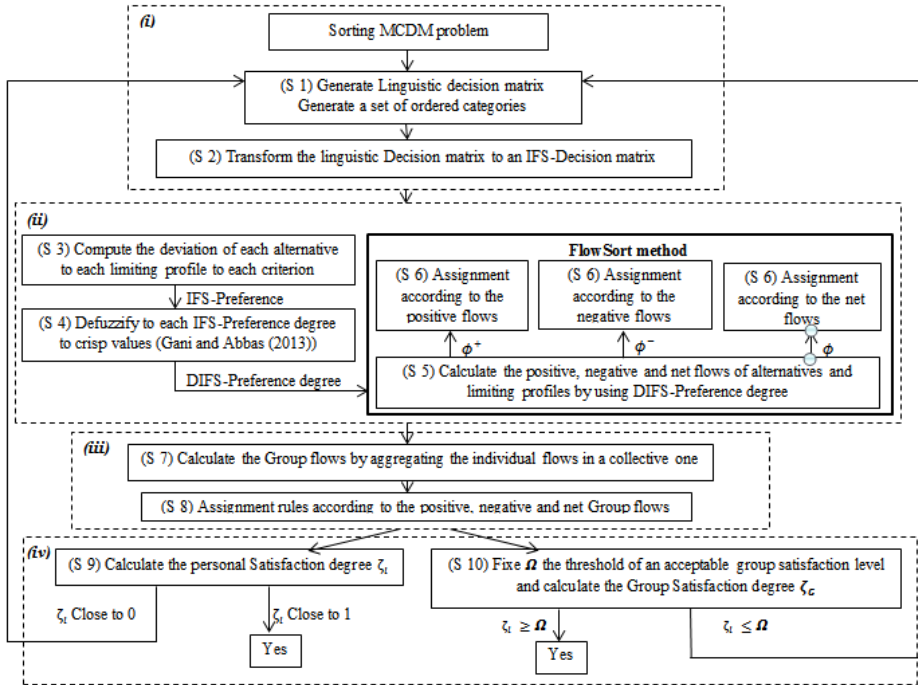 (i)
Sorting MCDM problem
(S 1) Generate Linguistic decision matrix
Generate a set of ordered categories
(S 2) Transform the linguistic Decision matrix to an IFS-Decision matrix
(ii)
(S 3) Compute the deviation of each alternative
to each limiting profile to each criterion
IFS-Preference
(S 4) Defuzzify to each IFS-Preference degree
to crisp values (Gani and Abbas (2013))
DIFS-Preference degree
FlowSort method
(S 6) Assignment
according to the
positive flows
(S 6) Assignment
according to the
negative flows
(S 6) Assignment
according to the net
flows
ϕ⁺
ϕ⁻
ϕ
(S 5) Calculate the positive, negative and net flows of alternatives and
limiting profiles by using DIFS-Preference degree
(iii)
(S 7) Calculate the Group flows by aggregating the individual flows in a collective one
(S 8) Assignment rules according to the positive, negative and net Group flows
(iv)
(S 9) Calculate the personal Satisfaction degree ζₗ
ζₗ Close to 0
ζₗ Close to 1
Yes
(S 10) Fixe Ω the threshold of an acceptable group satisfaction level
and calculate the Group Satisfaction degree ζ_G
ζₗ ≥ Ω
ζₗ ≤ Ω
Yes